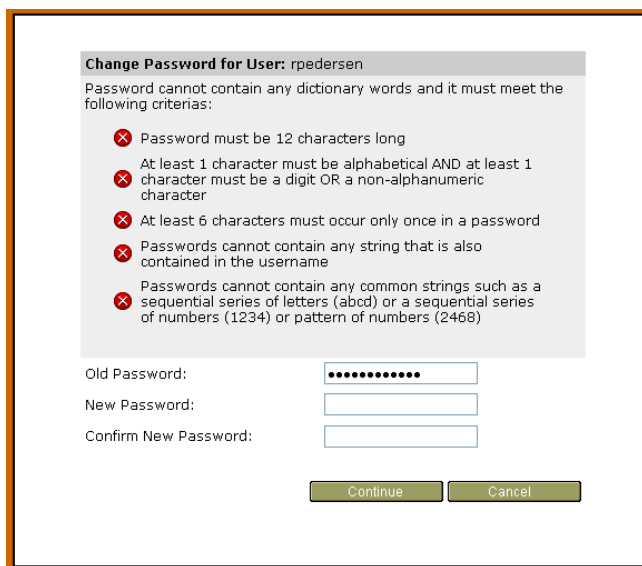 Change Password for User: rpedersen
Password cannot contain any dictionary words and it must meet the
following criterias:
Password must be 12 characters long
At least 1 character must be alphabetical AND at least 1
character must be a digit OR a non-alphanumeric
character
At least 6 characters must occur only once in a password
Passwords cannot contain any string that is also
contained in the username
Passwords cannot contain any common strings such as a
sequential series of letters (abcd) or a sequential series
of numbers (1234) or pattern of numbers (2468)
Old Password: ●●●●●●●●●●●●
New Password:
Confirm New Password:
Continue Cancel